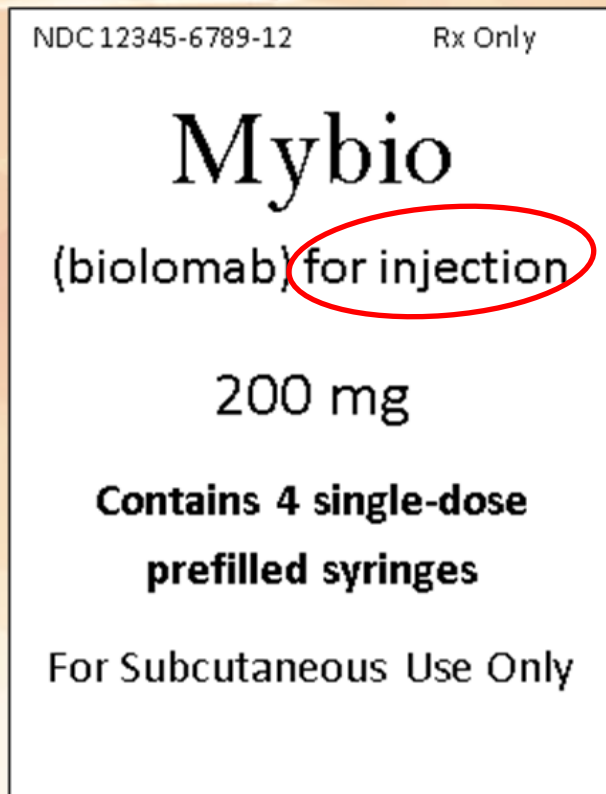 NDC 12345-6789-12 Rx Only
Mybio
(biolomab) for injection
200 mg
Contains 4 single-dose
prefilled syringes
For Subcutaneous Use Only